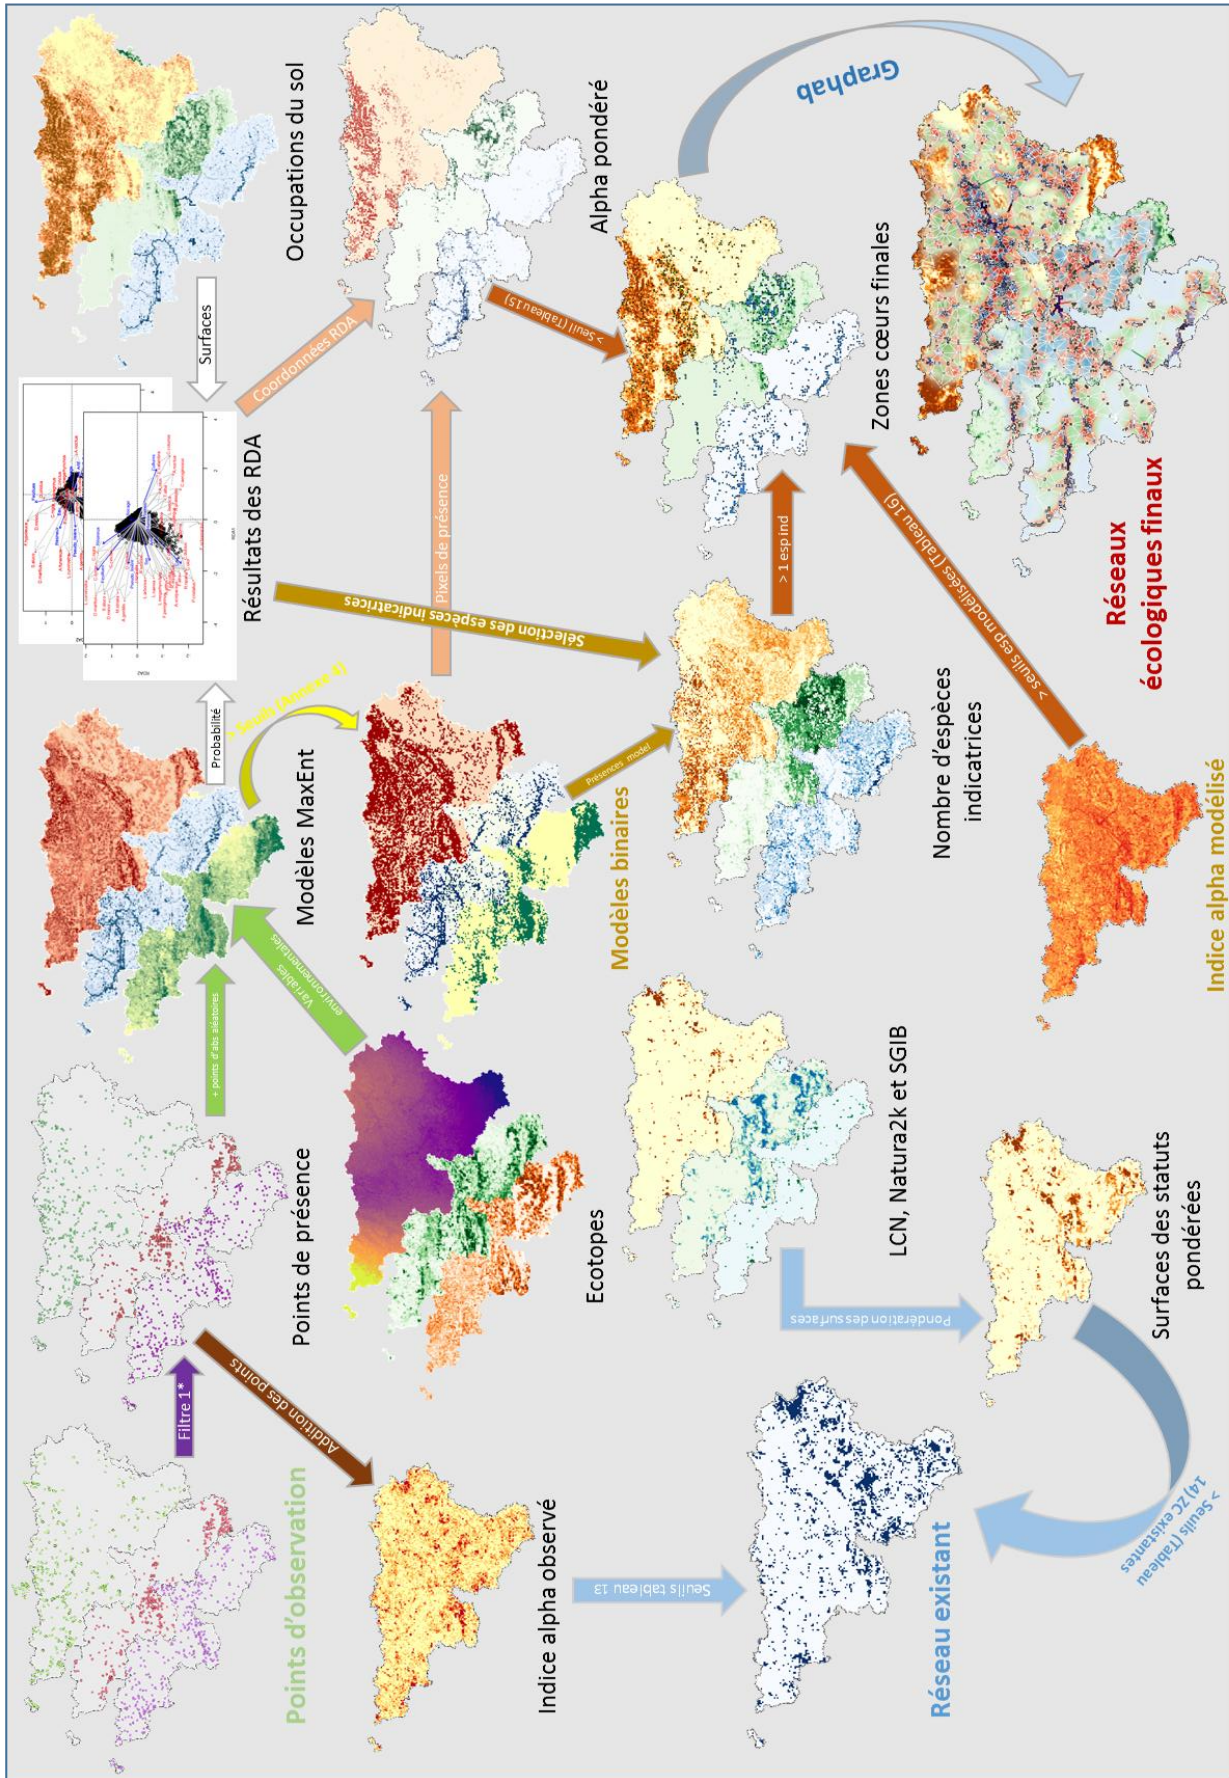 Points d'observation
Filtre 1*
Points de présence
+ points d'abs aléatoires
Modèles MaxEnt
Probabilité
Résultats des RDA
Surfaces
Occupations du sol
Addition des points
Variables
environnementales
> Seuils (Annexe 4)
Coordonnées RDA
Indice alpha observé
Ecotopes
Modèles binaires
Pixels de présence
Alpha pondéré
Sélection des espèces indicatrices
Présences model
> Seuil (Tableau 15)
Seuils tableau 13
LCN, Natura2k et SGIB
Nombre d'espèces
indicatrices
> 1 esp ind
Zones cœurs finales
Graphab
Pondération des surfaces
Réseau existant
> Seuils (Tableau
14) ZC existantes
Surfaces des statuts
pondérées
Indice alpha modélisé
> seuils esp modélisées (Tableau 16)
Réseaux
écologiques finaux